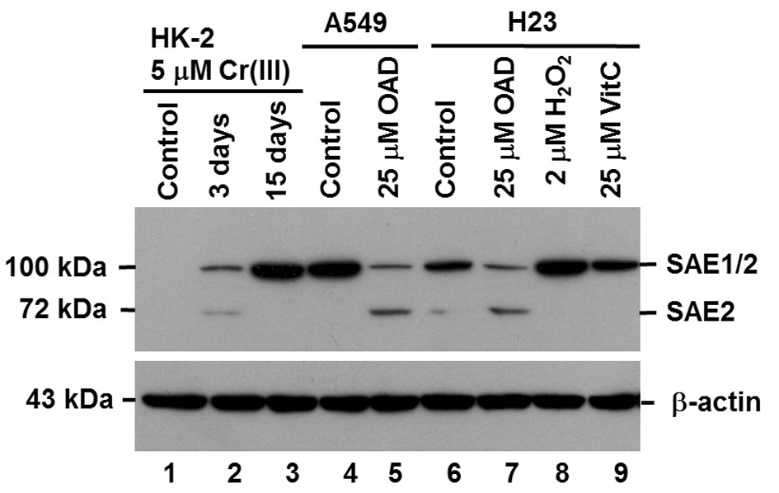 HK-2
5 μM Cr(III)
A549
H23
Control
3 days
15 days
Control
25 μM OAD
Control
25 μM OAD
2 μM H₂O₂
25 μM VitC
100 kDa
SAE1/2
72 kDa
SAE2
43 kDa
β-actin
1 2 3 4 5 6 7 8 9